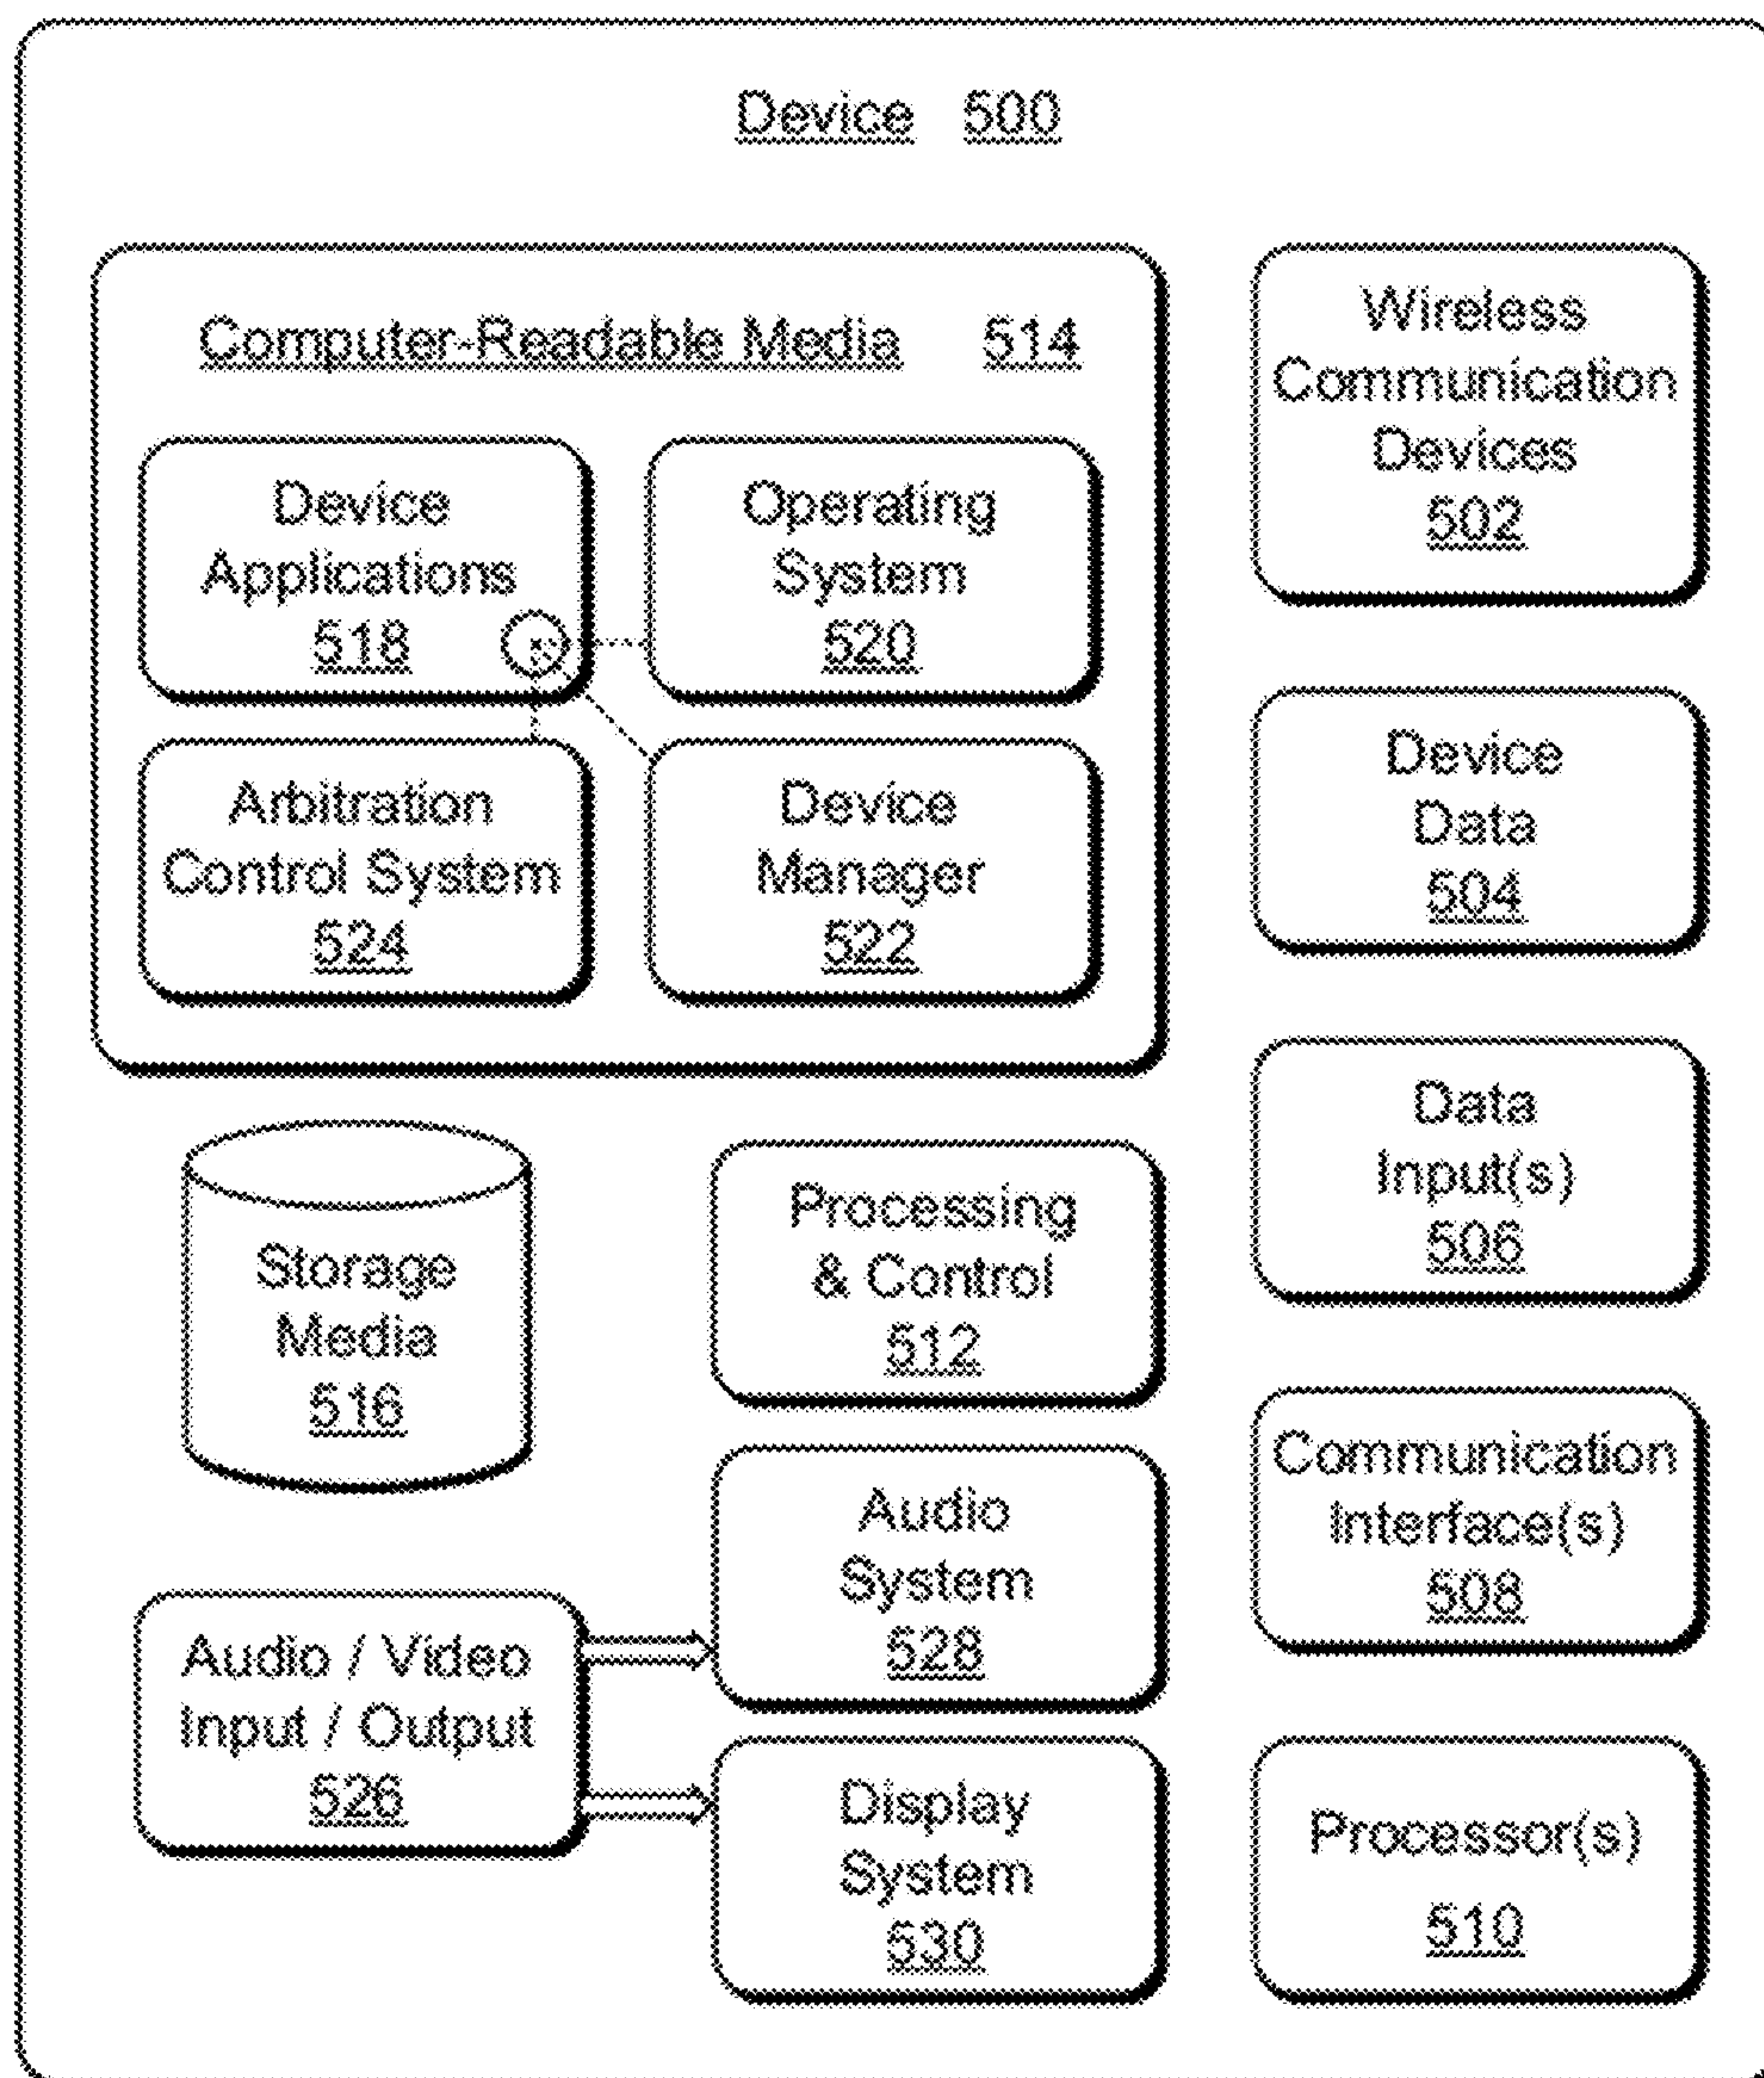 Device 500
Computer-Readable Media 514
Device
Applications
518
Operating
System
520
Arbitration
Control System
524
Device
Manager
522
Storage
Media
516
Processing
& Control
512
Audio / Video
Input / Output
526
Audio
System
528
Display
System
530
Wireless
Communication
Devices
502
Device
Data
504
Data
Input(s)
506
Communication
Interface(s)
508
Processor(s)
510